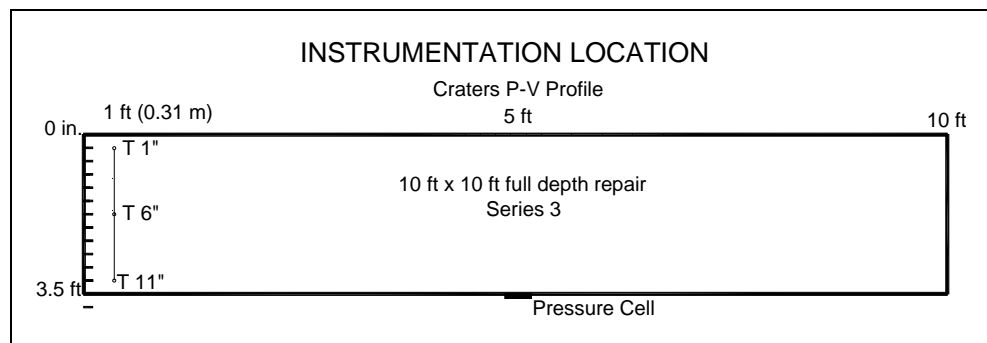 INSTRUMENTATION LOCATION
Craters P-V Profile
1 ft (0.31 m)
5 ft
10 ft
0 in.
T 1"
10 ft x 10 ft full depth repair
T 6"
Series 3
T 11"
3.5 ft
Pressure Cell